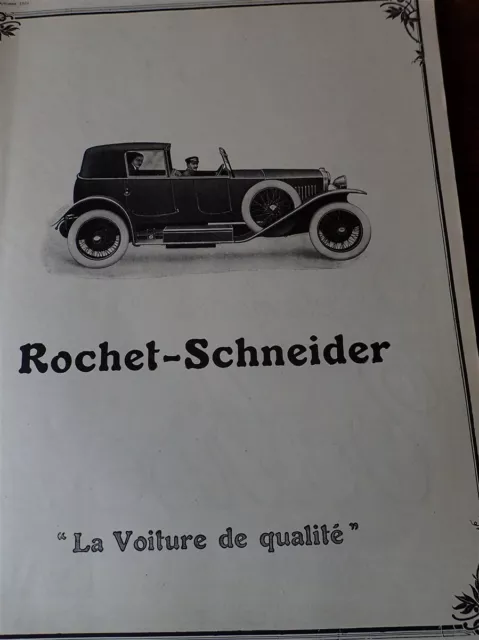 Rochet-Schneider
“La Voiture de qualité”